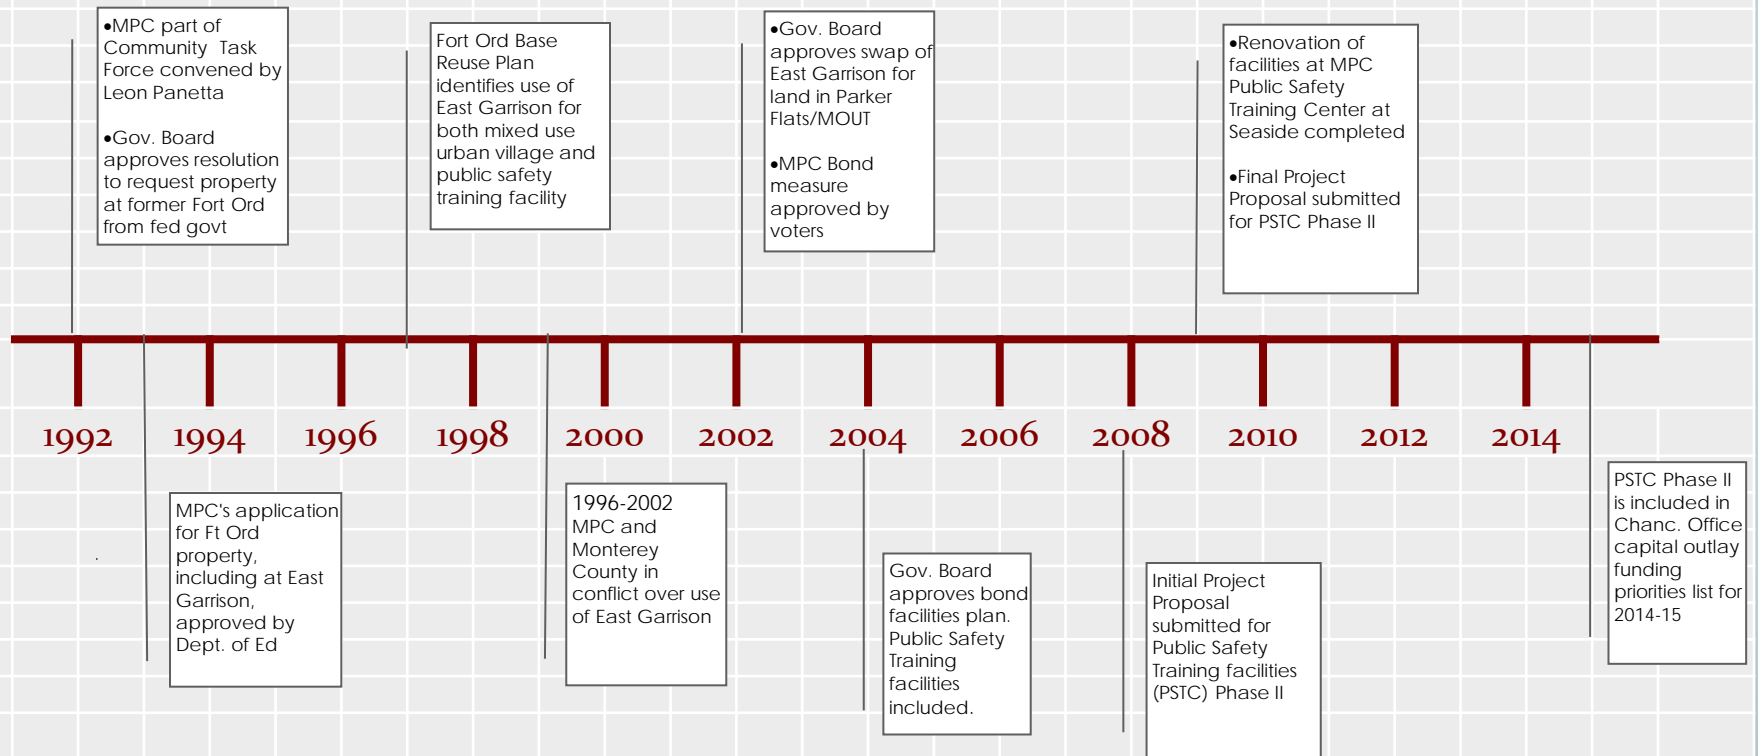 •MPC part of
Community Task
Force convened by
Leon Panetta
•Gov. Board
approves resolution
to request property
at former Fort Ord
from fed govt
Fort Ord Base
Reuse Plan
identifies use of
East Garrison for
both mixed use
urban village and
public safety
training facility
•Gov. Board
approves swap of
East Garrison for
land in Parker
Flats/MOUT
•MPC Bond
measure
approved by
voters
•Renovation of
facilities at MPC
Public Safety
Training Center at
Seaside completed
•Final Project
Proposal submitted
for PSTC Phase II
1992 1994 1996 1998 2000 2002 2004 2006 2008 2010 2012 2014
MPC's application
for Ft Ord
property,
including at East
Garrison,
approved by
Dept. of Ed
1996-2002
MPC and
Monterey
County in
conflict over use
of East Garrison
Gov. Board
approves bond
facilities plan.
Public Safety
Training
facilities
included.
Initial Project
Proposal
submitted for
Public Safety
Training facilities
(PSTC) Phase II
PSTC Phase II
is included in
Chanc. Office
capital outlay
funding
priorities list for
2014-15